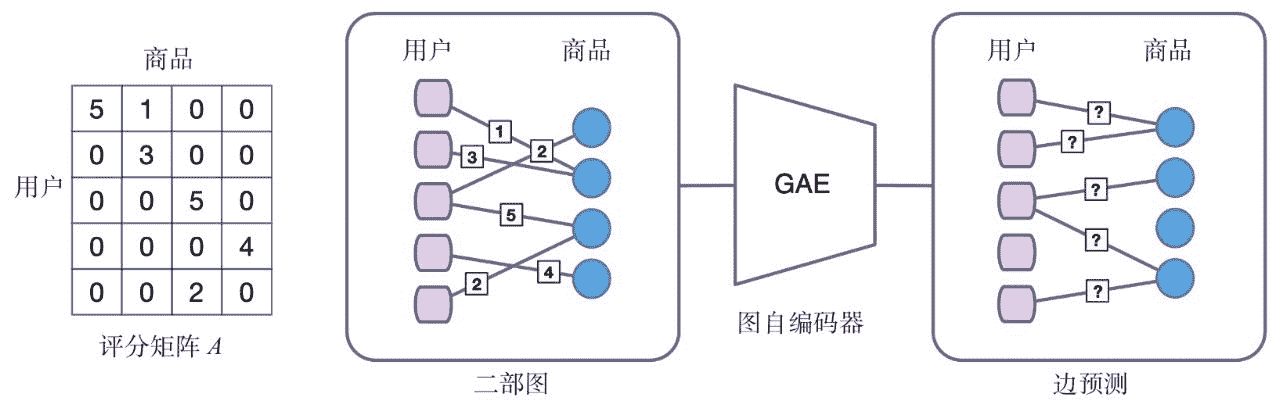 商品
用户
5 1 0 0
0 3 0 0
0 0 5 0
0 0 0 4
0 0 2 0
评分矩阵 A
用户 商品
1
2
3
5
4
2
二部图
GAE
图自编码器
用户 商品
?
?
?
?
?
边预测